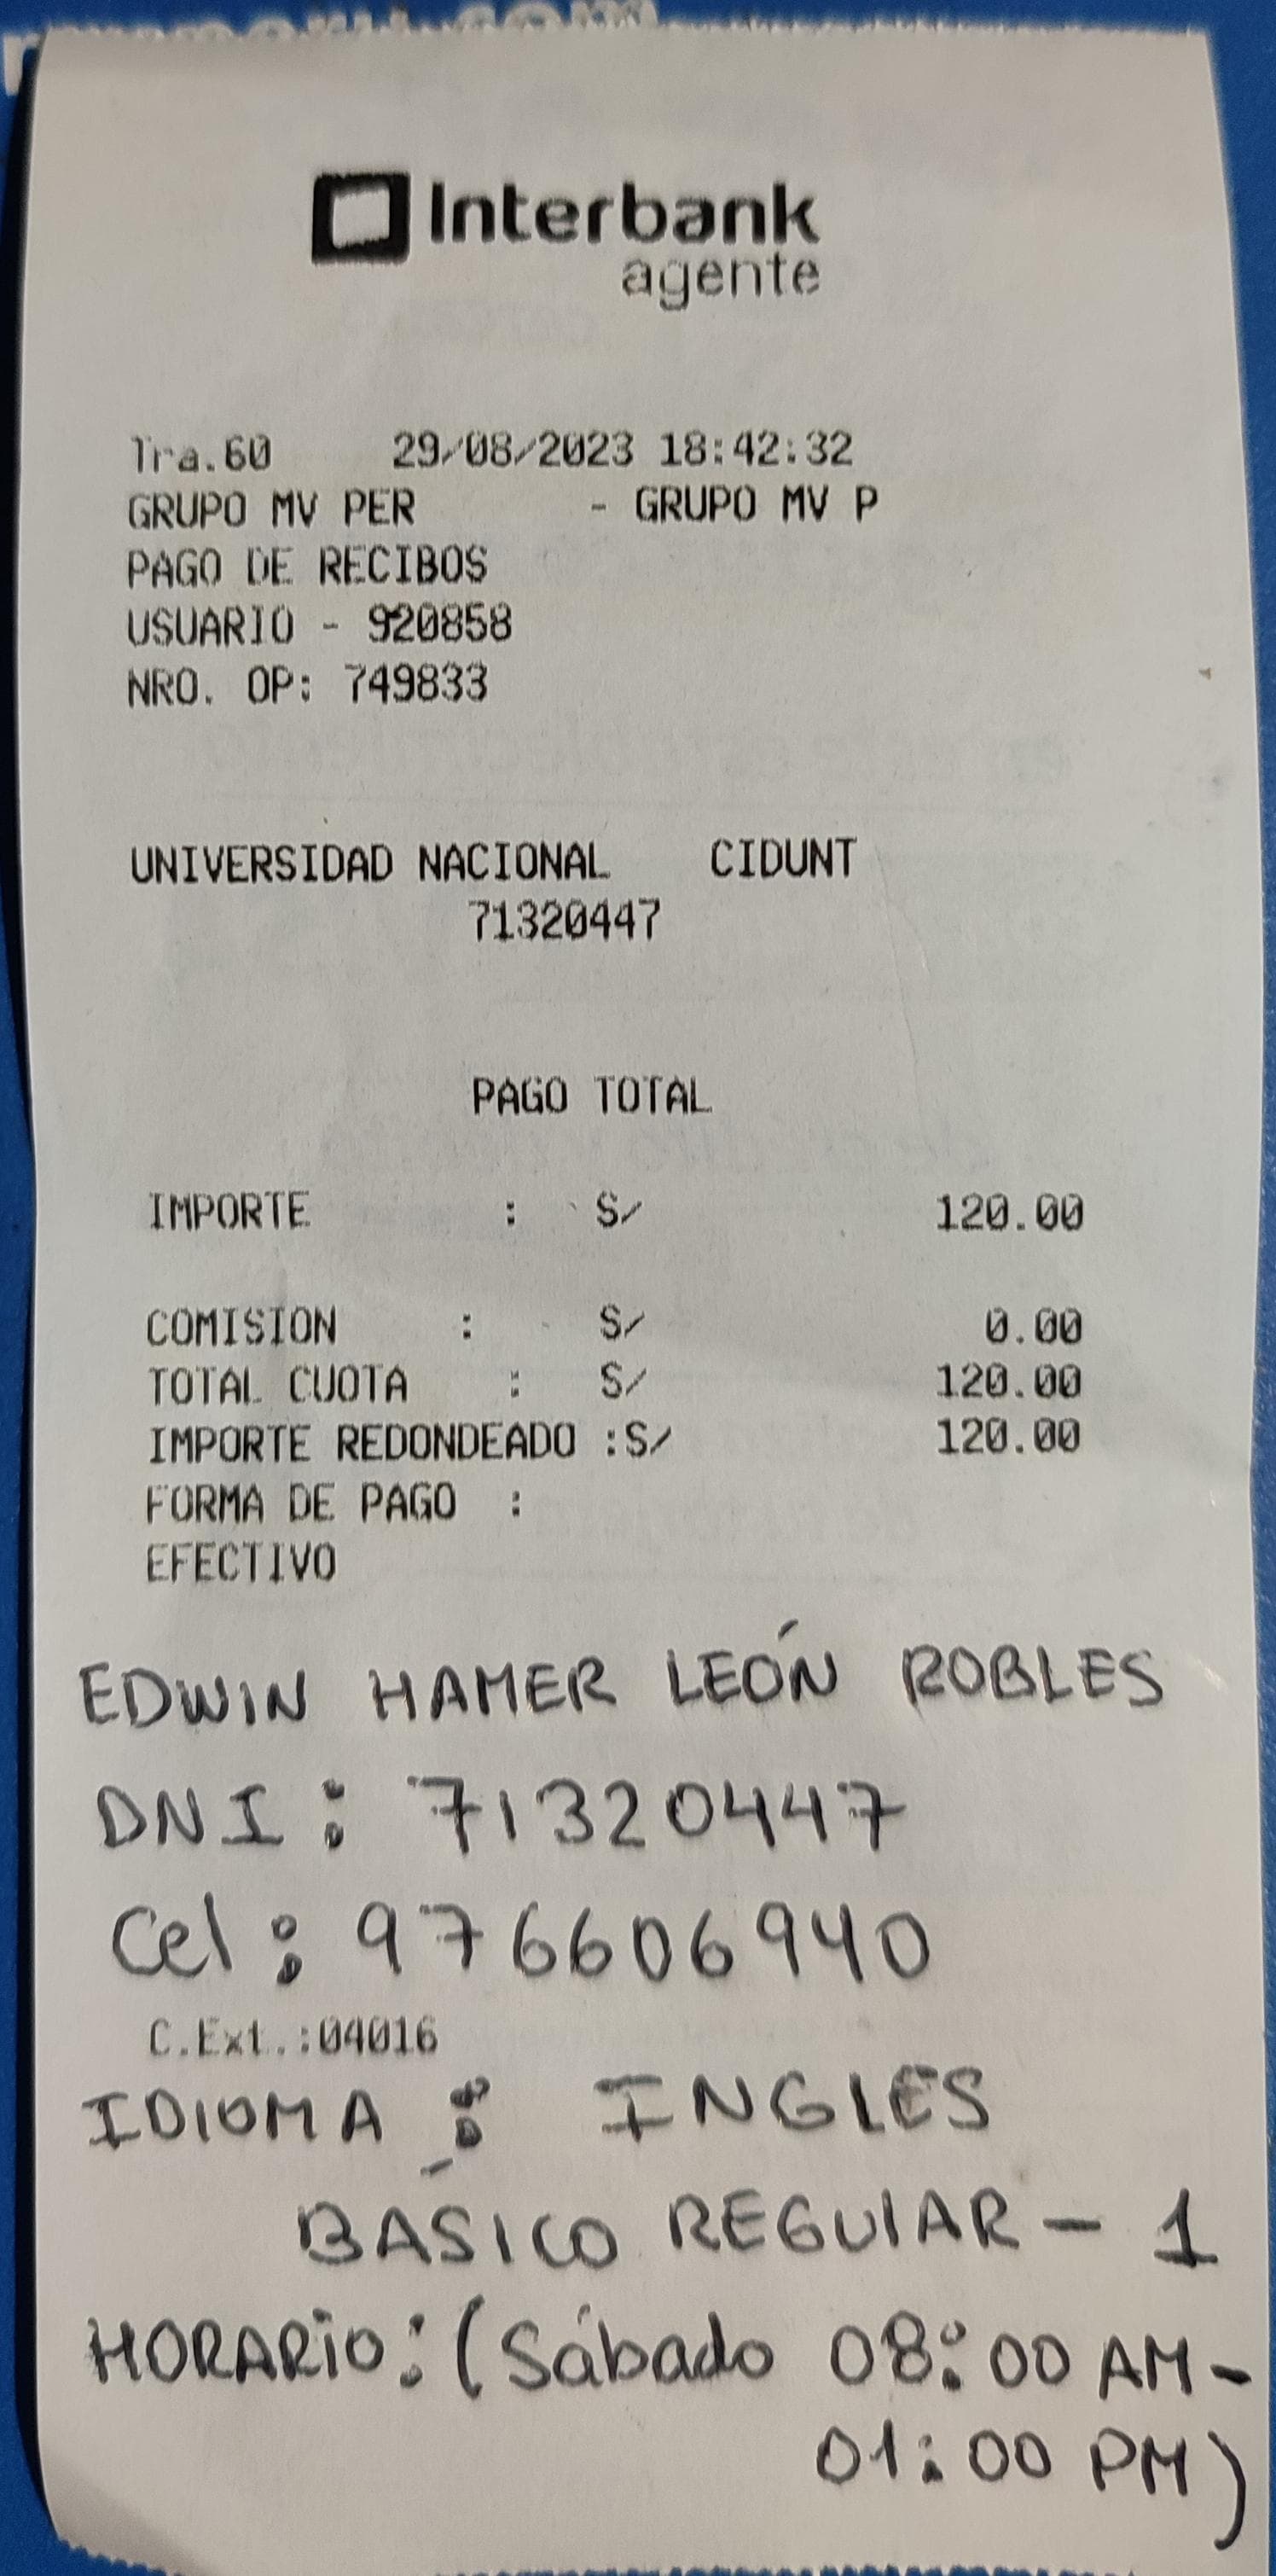 Interbank
agente
Tra.60 29/08/2023 18:42:32
GRUPO MV PER - GRUPO MV P
PAGO DE RECIBOS
USUARIO - 920858
NRO. OP: 749833
UNIVERSIDAD NACIONAL CIDUNT
71320447
PAGO TOTAL
IMPORTE : S/ 120.00
COMISION : S/ 0.00
TOTAL CUOTA : S/ 120.00
IMPORTE REDONDEADO :S/ 120.00
FORMA DE PAGO :
EFECTIVO
EDWIN HAMER LEÓN ROBLES
DNI: 71320447
Cel: 976606940
C.Ext.:04016
IDIOMA : INGLES
BÁSICO REGULAR - 1
HORARIO: (Sábado 08:00 AM-
01:00 PM)